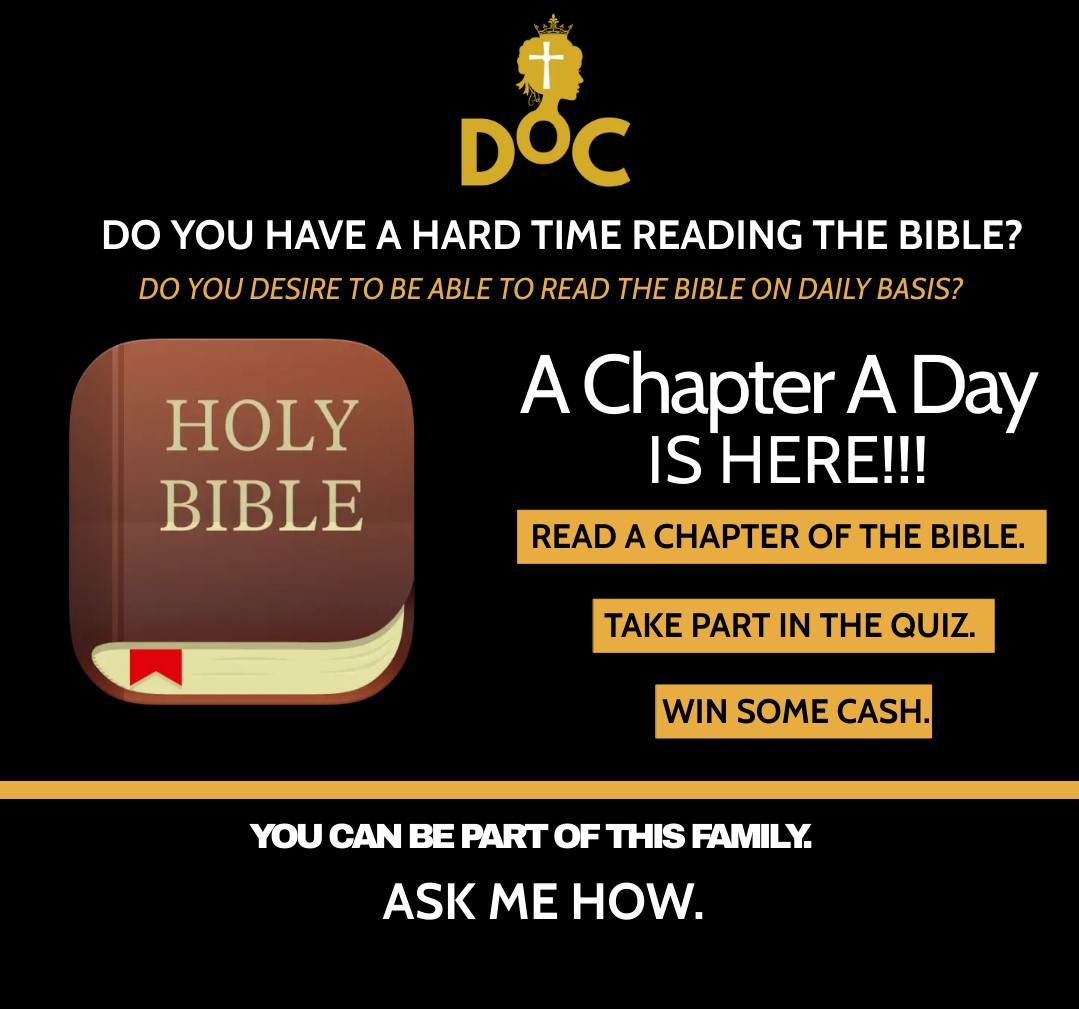 DOC
DO YOU HAVE A HARD TIME READING THE BIBLE?
DO YOU DESIRE TO BE ABLE TO READ THE BIBLE ON DAILY BASIS?
HOLY
BIBLE
A Chapter A Day
IS HERE!!!
READ A CHAPTER OF THE BIBLE.
TAKE PART IN THE QUIZ.
WIN SOME CASH.
YOU CAN BE PART OF THIS FAMILY.
ASK ME HOW.